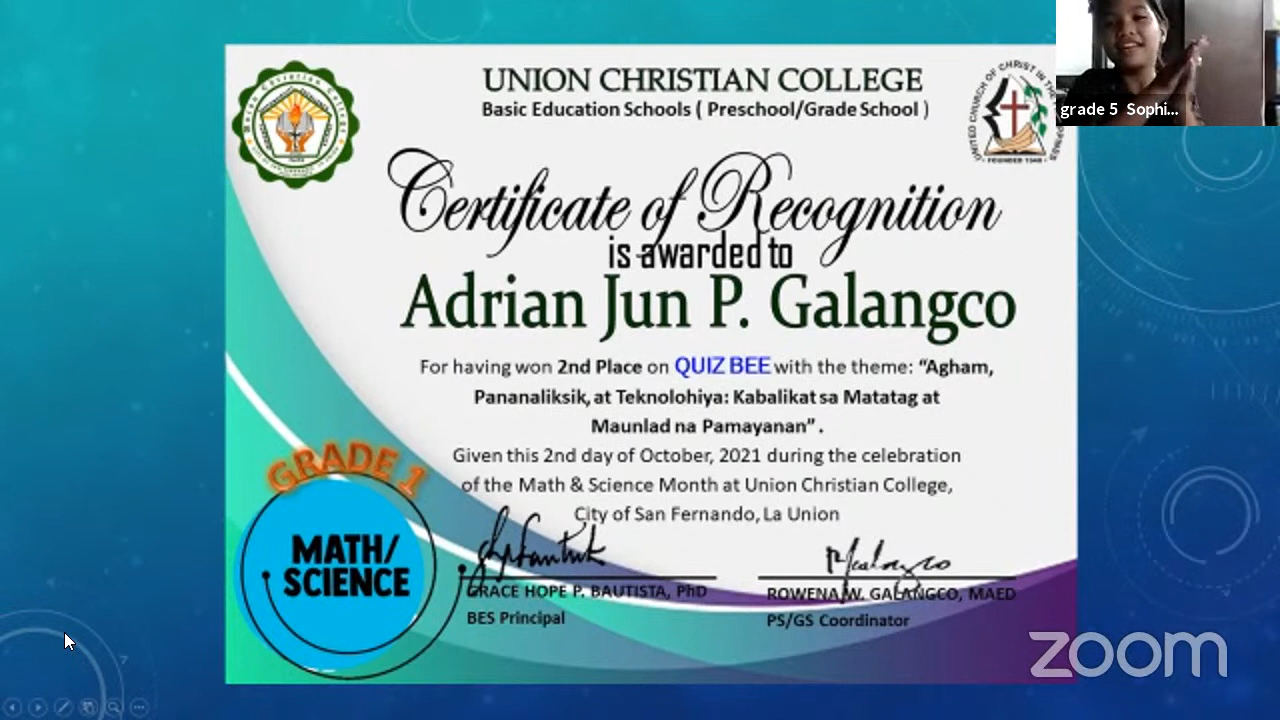 UNION CHRISTIAN COLLEGE
Basic Education Schools ( Preschool/Grade School )
grade 5 Sophi...
Certificate of Recognition
is awarded to
Adrian Jun P. Galangco
For having won 2nd Place on QUIZ BEE with the theme: “Agham,
Pananaliksik, at Teknolohiya: Kabalikat sa Matatag at
Maunlad na Pamayanan” .
Given this 2nd day of October, 2021 during the celebration
of the Math & Science Month at Union Christian College,
City of San Fernando, La Union
GRADE 1
MATH/
SCIENCE
GRACE HOPE P. BAUTISTA, PhD
BES Principal
ROWENA W. GALANGCO, MAED
PS/GS Coordinator
zoom